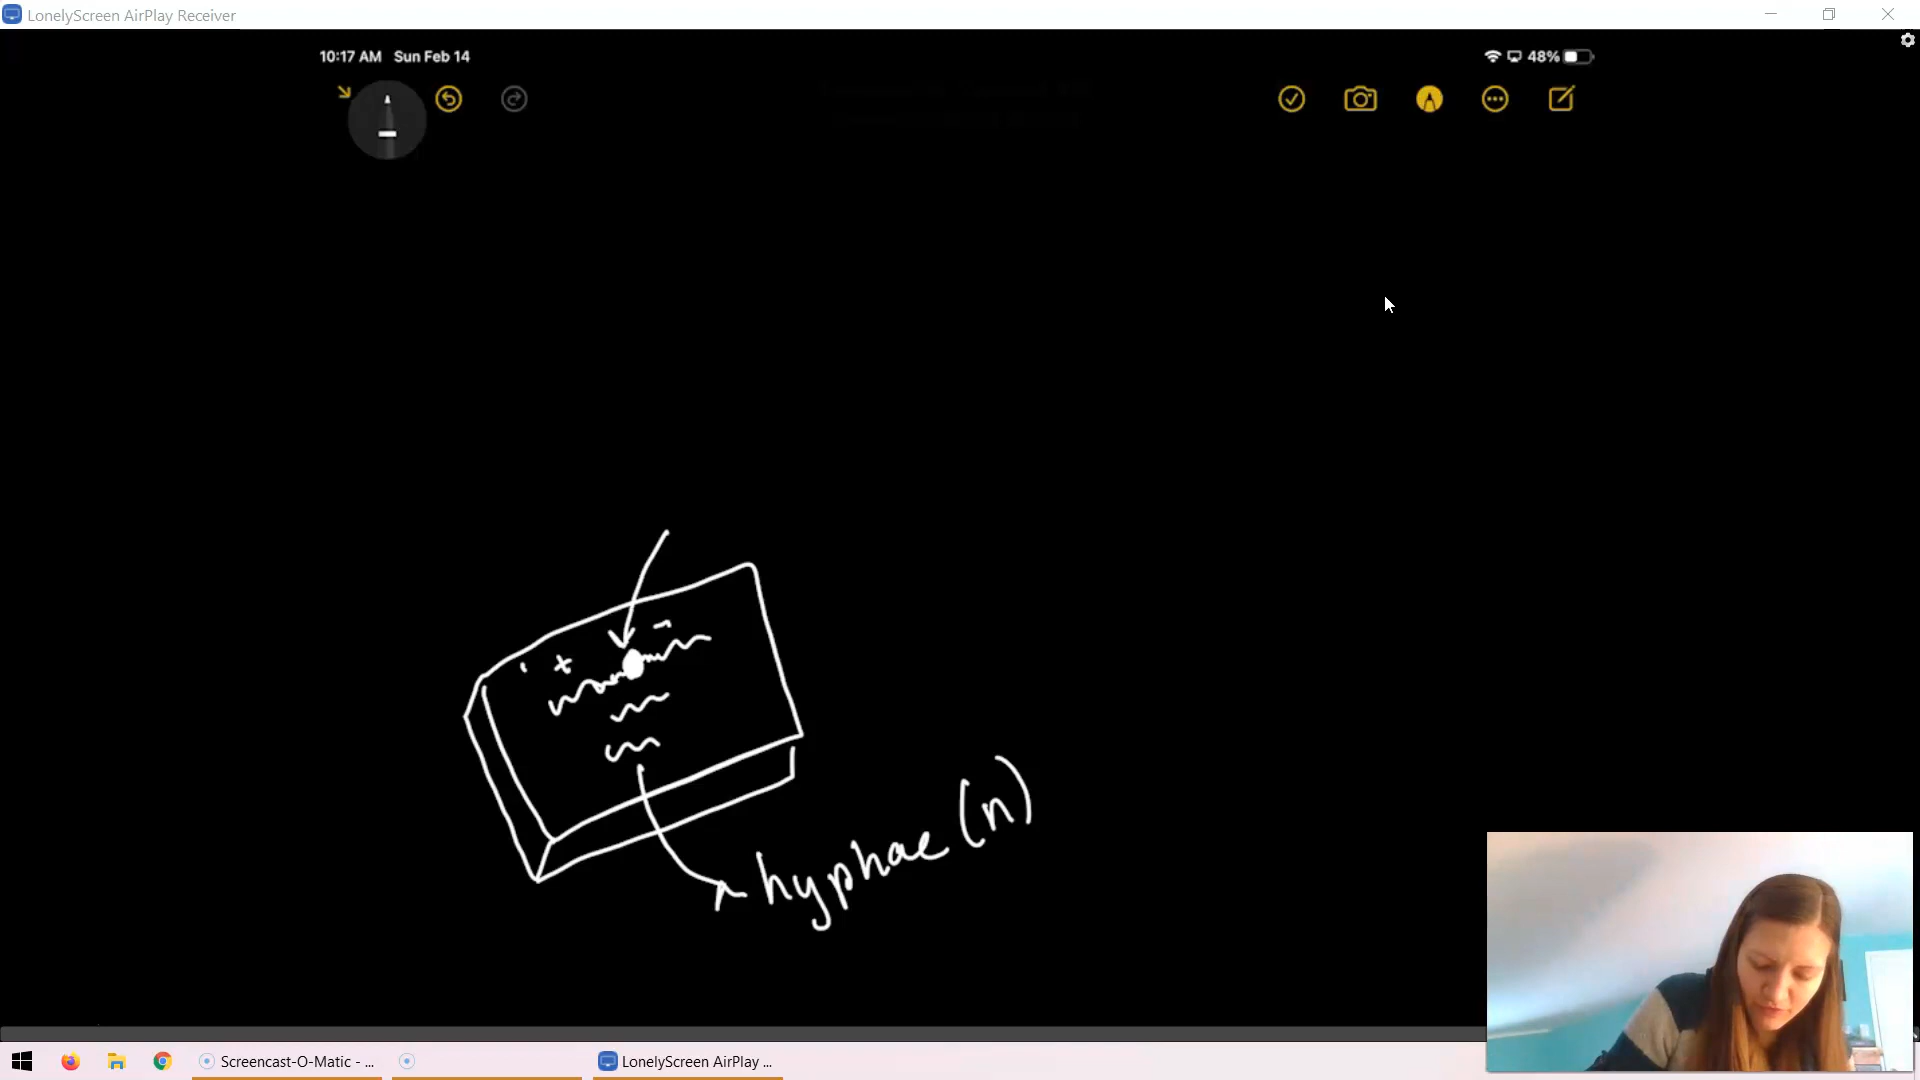 LonelyScreen AirPlay Receiver
10:17 AM Sun Feb 14
48%
+ -
hyphae (n)
Screencast-O-Matic - ...
LonelyScreen AirPlay ...